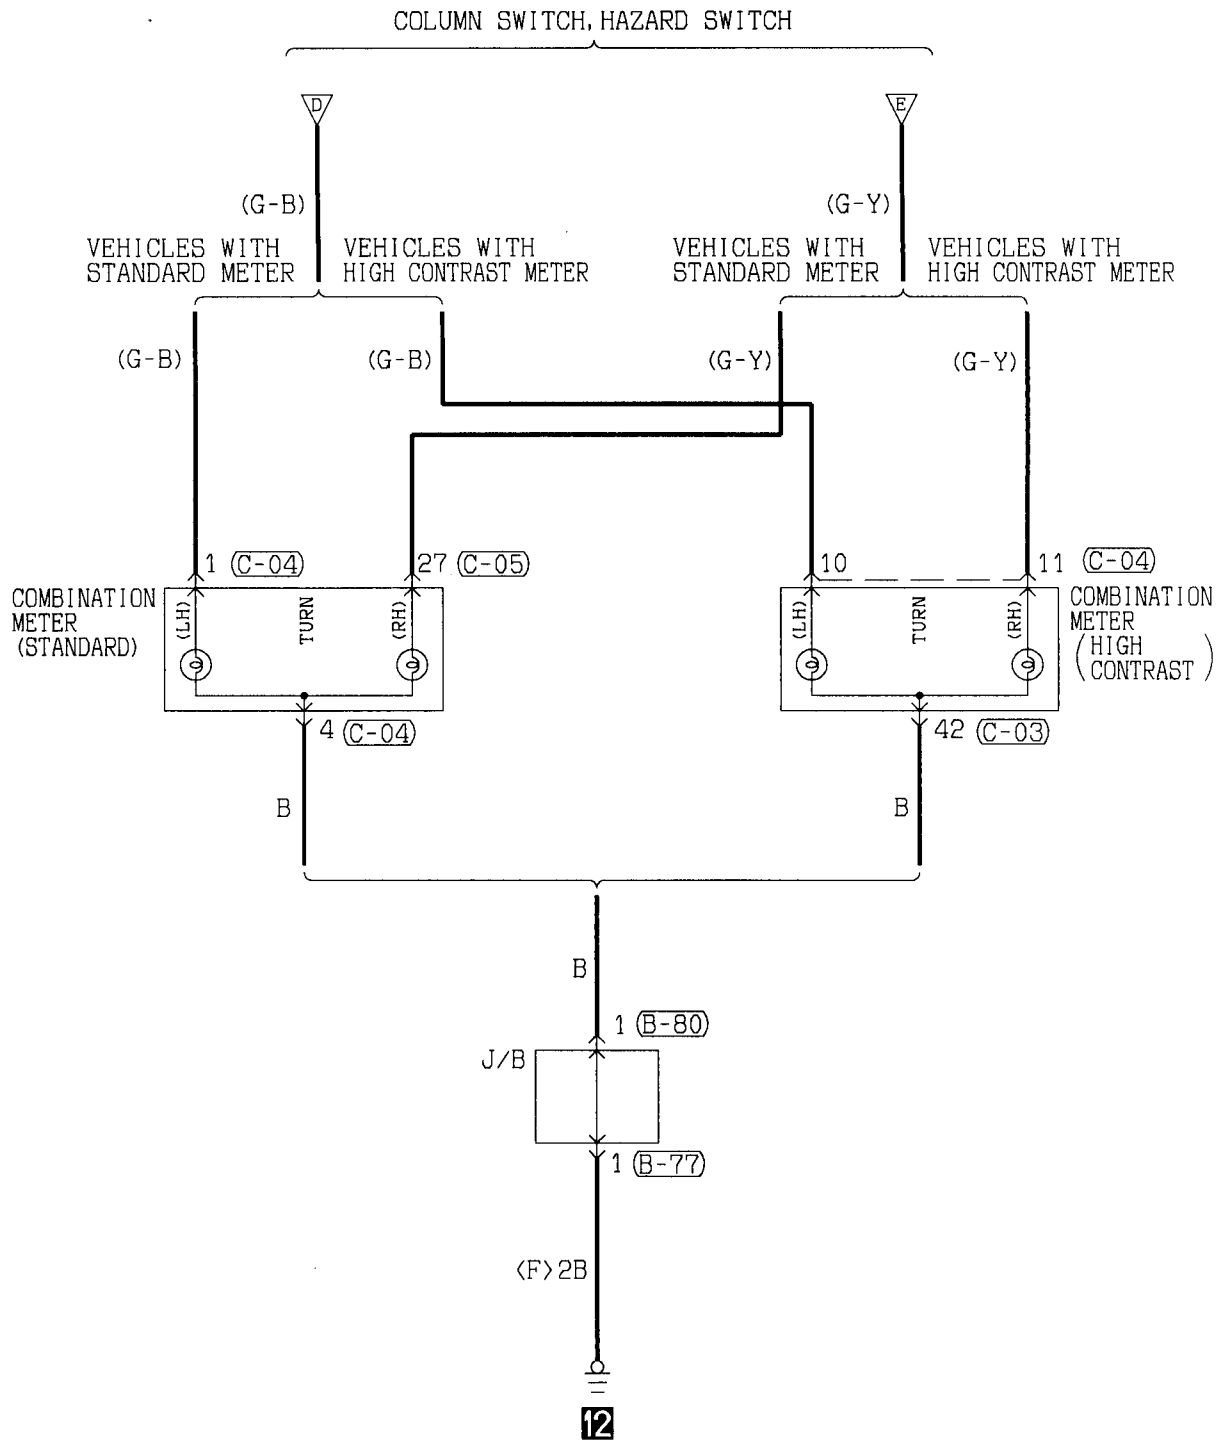 COLUMN SWITCH, HAZARD SWITCH
D
E
(G-B)
(G-Y)
VEHICLES WITH
STANDARD METER
VEHICLES WITH
HIGH CONTRAST METER
VEHICLES WITH
STANDARD METER
VEHICLES WITH
HIGH CONTRAST METER
(G-B)
(G-B)
(G-Y)
(G-Y)
1 C-04
27 C-05
10
11 C-04
COMBINATION
METER
(STANDARD)
(LH)
TURN
(RH)
(LH)
TURN
(RH)
COMBINATION
METER
(HIGH
CONTRAST)
4 C-04
42 C-03
B
B
B
1 B-80
J/B
1 B-77
<F>2B
12